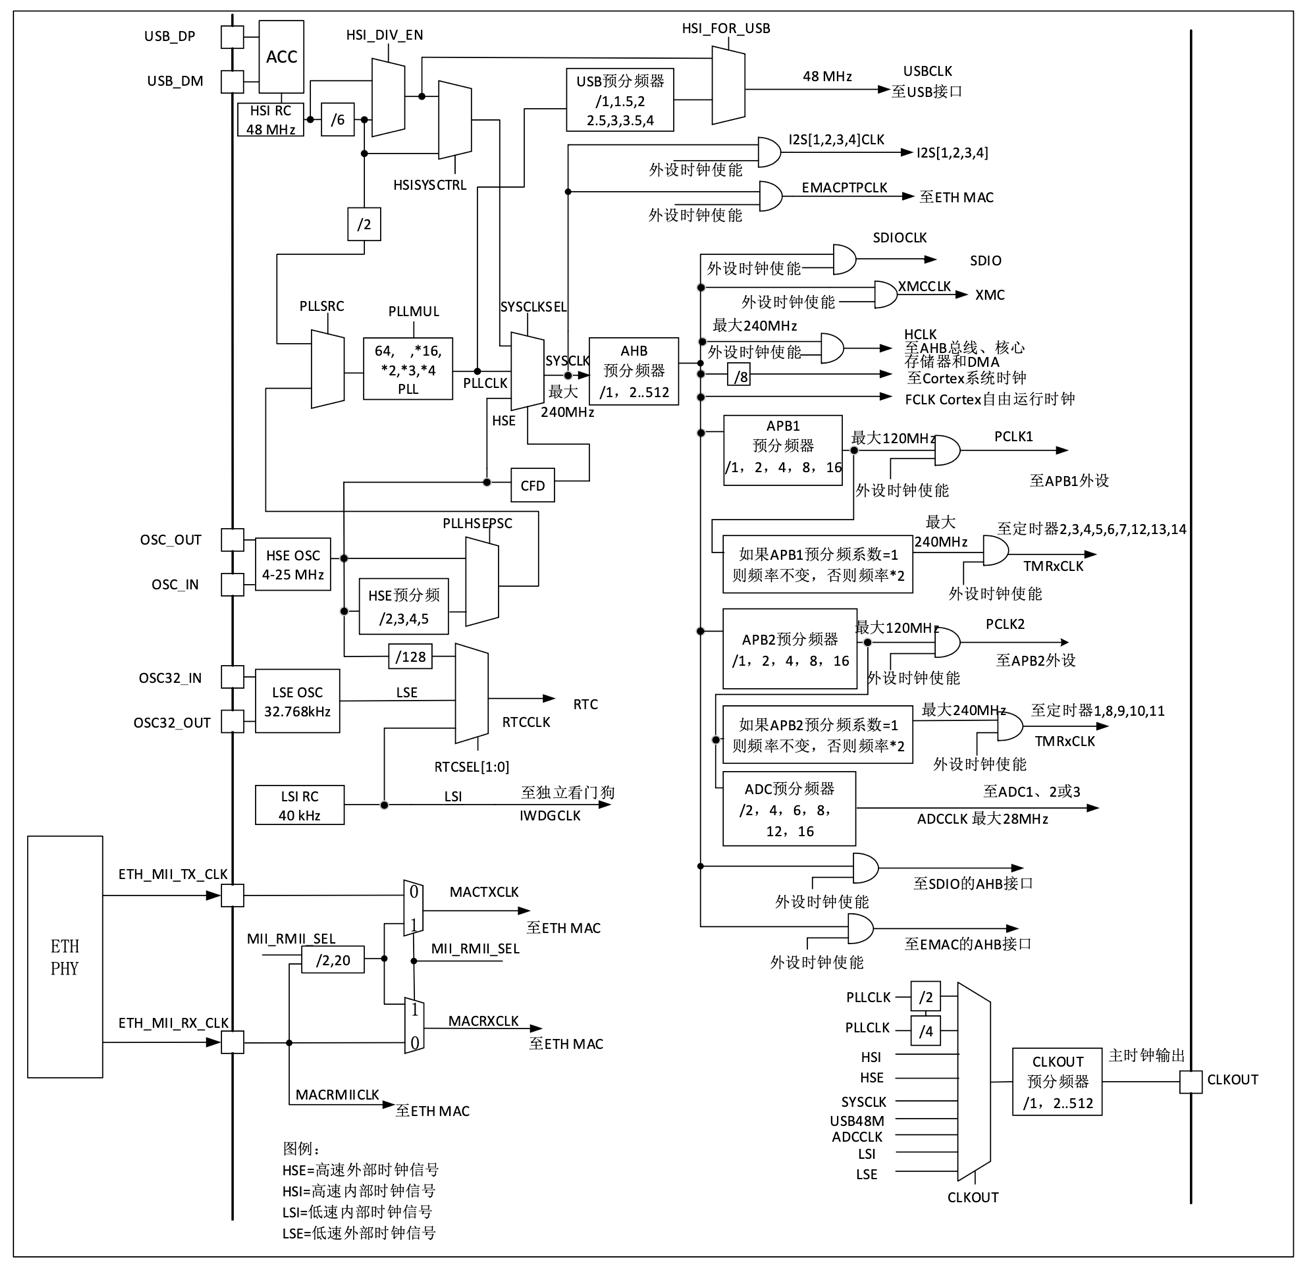 USB_DP
USB_DM
ACC
HSI RC
48 MHz
/6
HSI_DIV_EN
HSISYSCTRL
/2
HSI_FOR_USB
USB预分频器
/1,1.5,2
2.5,3,3.5,4
48 MHz
USBCLK
至USB接口
I2S[1,2,3,4]CLK
I2S[1,2,3,4]
外设时钟使能
EMACPTPCLK
至ETH MAC
外设时钟使能
SDIOCLK
SDIO
外设时钟使能
XMCCLK
XMC
外设时钟使能
最大240MHz
外设时钟使能
HCLK
至AHB总线、核心
存储器和DMA
/8
至Cortex系统时钟
FCLK Cortex自由运行时钟
PLLSRC
PLLMUL
64, ,*16,
*2,*3,*4
PLL
PLLCLK
SYSCLKSEL
HSE
SYSCLK
最大
240MHz
AHB
预分频器
/1，2..512
CFD
APB1
预分频器
/1，2，4，8，16
最大120MHz
外设时钟使能
PCLK1
至APB1外设
OSC_OUT
OSC_IN
HSE OSC
4-25 MHz
PLLHSEPSC
HSE预分频
/2,3,4,5
/128
如果APB1预分频系数=1
则频率不变，否则频率*2
最大
240MHz
至定时器2,3,4,5,6,7,12,13,14
TMRxCLK
外设时钟使能
APB2预分频器
/1，2，4，8，16
最大120MHz
外设时钟使能
PCLK2
至APB2外设
OSC32_IN
OSC32_OUT
LSE OSC
32.768kHz
LSE
RTCCLK
RTC
RTCSEL[1:0]
如果APB2预分频系数=1
则频率不变，否则频率*2
最大240MHz
至定时器1,8,9,10,11
TMRxCLK
外设时钟使能
LSI RC
40 kHz
LSI
至独立看门狗
IWDGCLK
ADC预分频器
/2，4，6，8，
12，16
至ADC1、2或3
ADCCLK 最大28MHz
外设时钟使能
至SDIO的AHB接口
外设时钟使能
至EMAC的AHB接口
ETH
PHY
ETH_MII_TX_CLK
ETH_MII_RX_CLK
MII_RMII_SEL
/2,20
0
1
MACTXCLK
至ETH MAC
MII_RMII_SEL
1
0
MACRXCLK
至ETH MAC
MACRMIICLK
至ETH MAC
PLLCLK
/2
PLLCLK
/4
HSI
HSE
SYSCLK
USB48M
ADCCLK
LSI
LSE
CLKOUT
CLKOUT
预分频器
/1，2..512
主时钟输出
CLKOUT
图例：
HSE=高速外部时钟信号
HSI=高速内部时钟信号
LSI=低速内部时钟信号
LSE=低速外部时钟信号